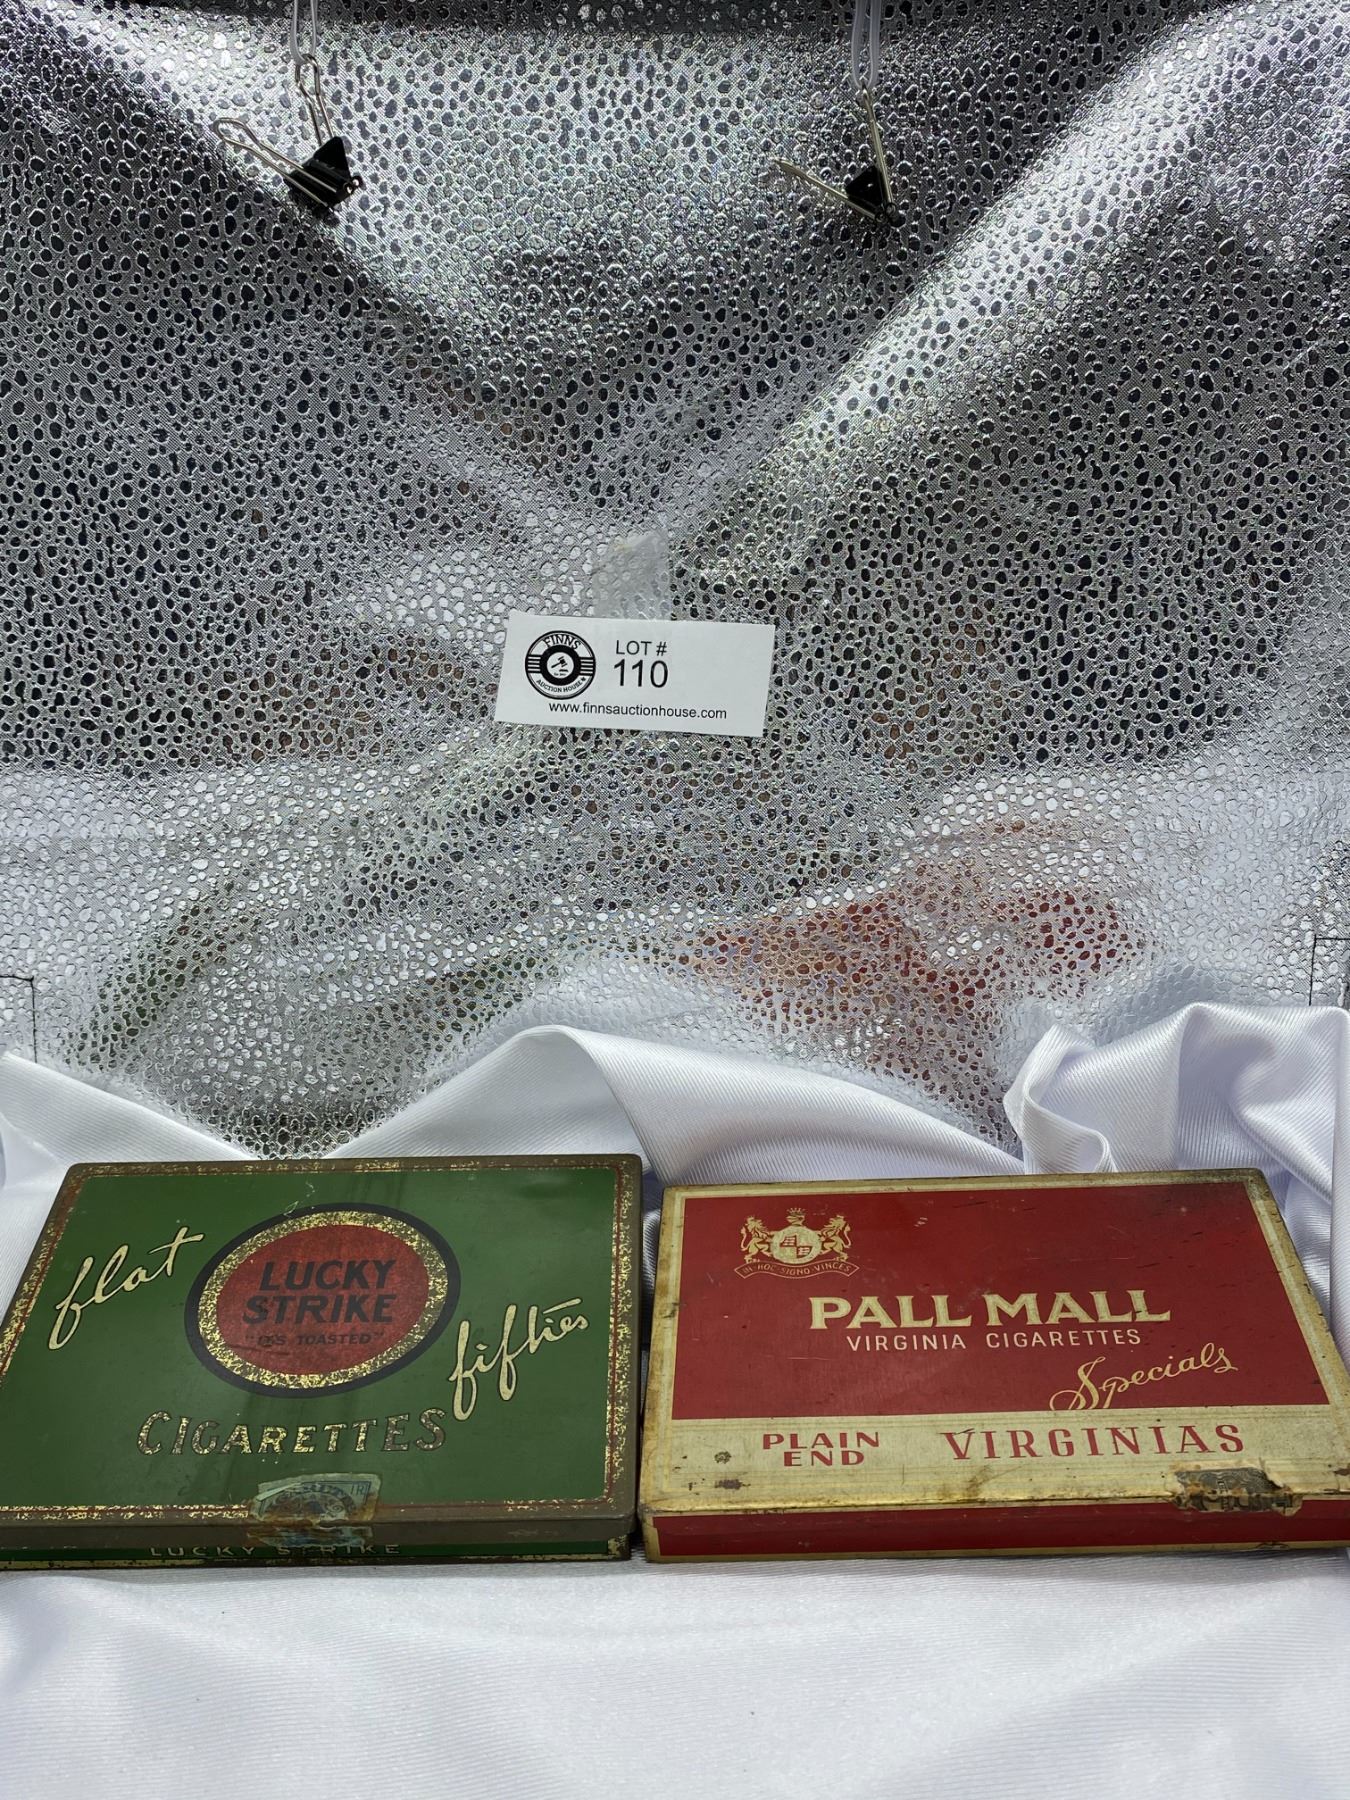 FINNS
AUCTION HOUSE
LOT #
110
www.finnsauctionhouse.com
flat
LUCKY
STRIKE
"IT'S TOASTED"
fifties
CIGARETTES
LUCKY STRIKE
IN·HOC·SIGNO·VINCES
PALL MALL
VIRGINIA CIGARETTES
Specials
PLAIN
END
VIRGINIAS